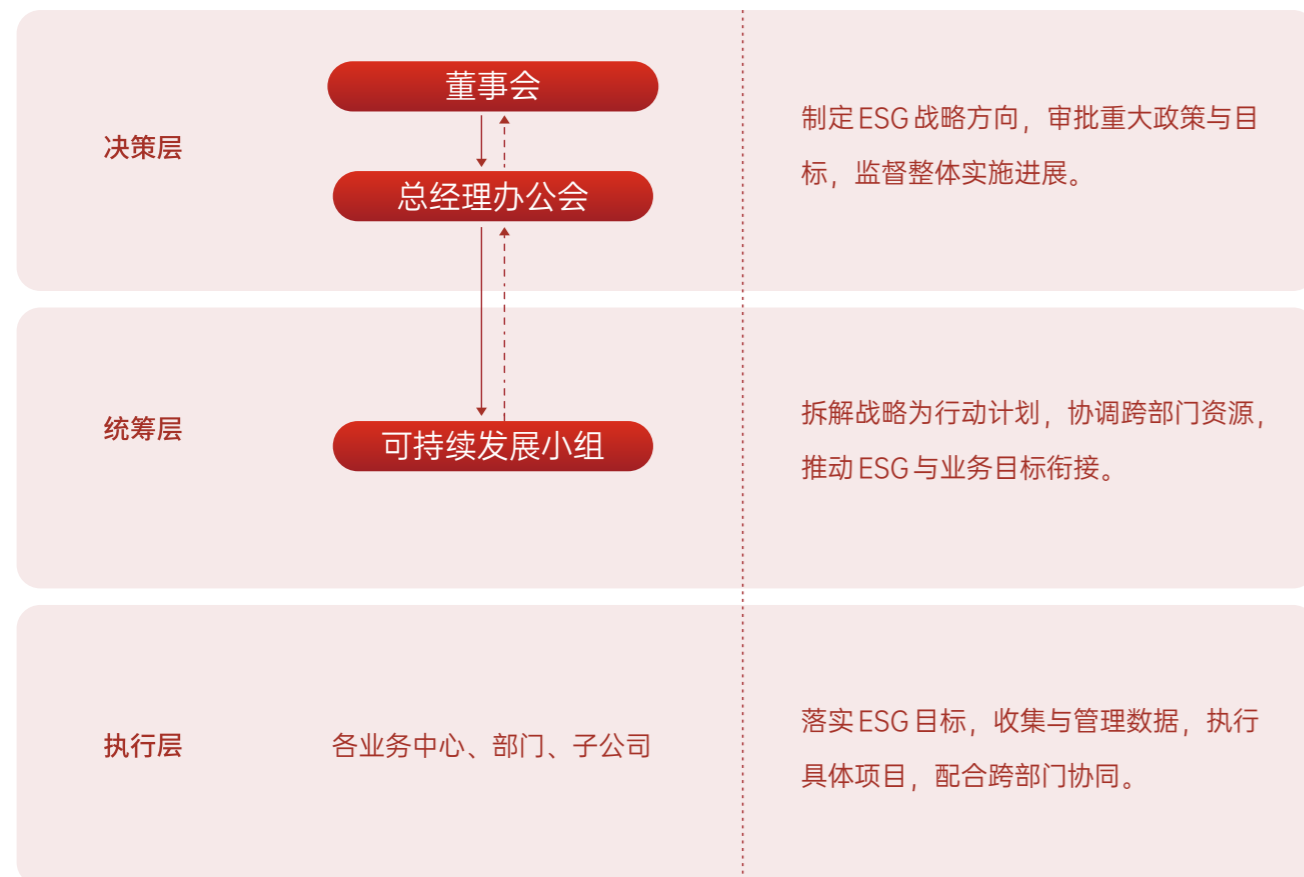 决策层
董事会
总经理办公会
制定ESG战略方向，审批重大政策与目
标，监督整体实施进展。
统筹层
可持续发展小组
拆解战略为行动计划，协调跨部门资源，
推动ESG与业务目标衔接。
执行层
各业务中心、部门、子公司
落实ESG目标，收集与管理数据，执行
具体项目，配合跨部门协同。